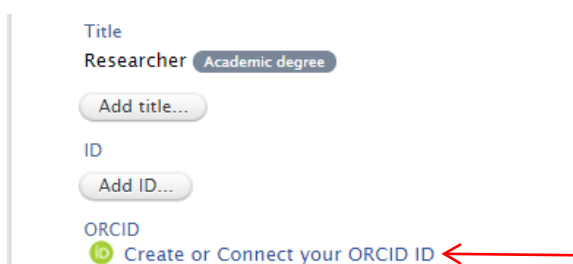 Title
Researcher Academic degree
Add title...
ID
Add ID...
ORCID
iD Create or Connect your ORCID ID